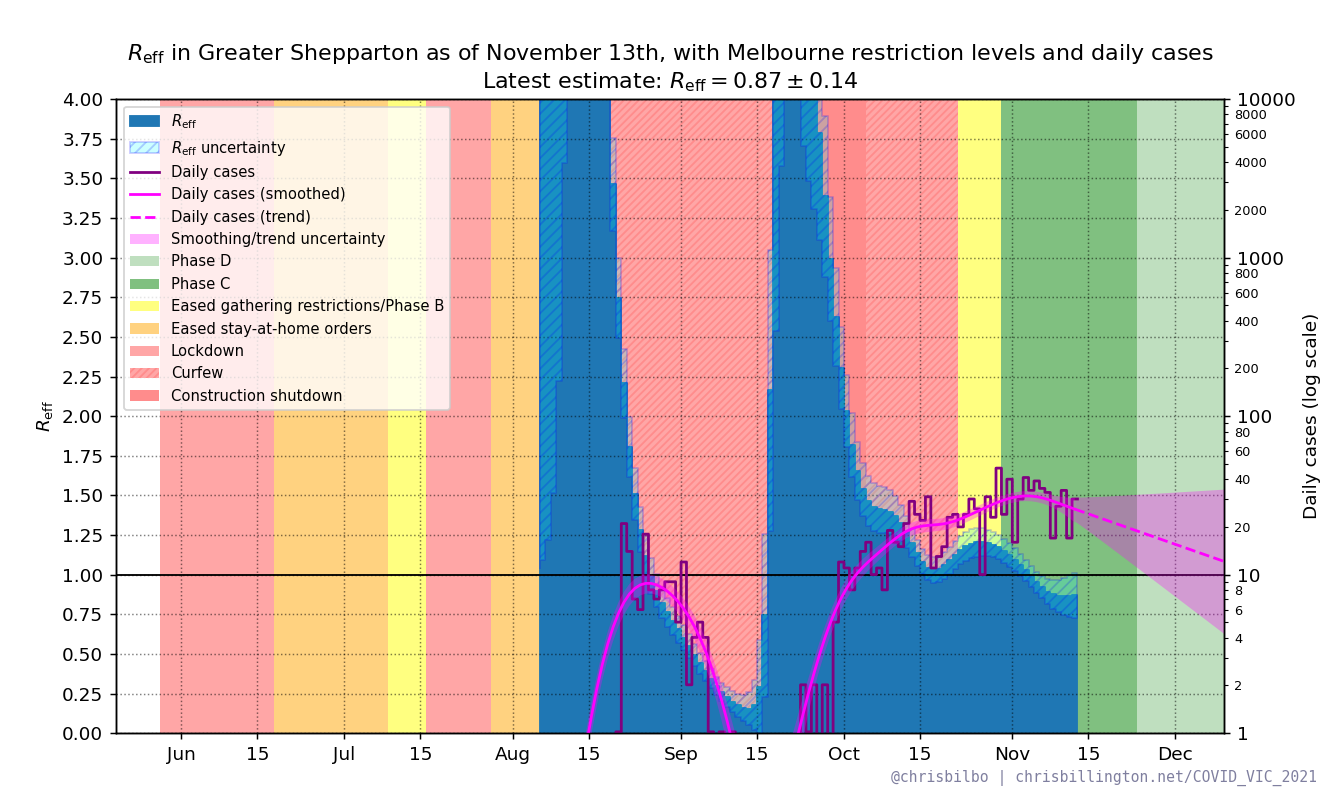 R_eff in Greater Shepparton as of November 13th, with Melbourne restriction levels and daily cases
Latest estimate: R_eff = 0.87 ± 0.14
R_eff
R_eff uncertainty
Daily cases
Daily cases (smoothed)
Daily cases (trend)
Smoothing/trend uncertainty
Phase D
Phase C
Eased gathering restrictions/Phase B
Eased stay-at-home orders
Lockdown
Curfew
Construction shutdown
4.00
3.75
3.50
3.25
3.00
2.75
2.50
2.25
2.00
1.75
1.50
1.25
1.00
0.75
0.50
0.25
0.00
R_eff
10000
8000
6000
4000
2000
1000
800
600
400
200
100
80
60
40
20
10
8
6
4
2
1
Daily cases (log scale)
Jun 15 Jul 15 Aug 15 Sep 15 Oct 15 Nov 15 Dec
@chrisbilbo | chrisbillington.net/COVID_VIC_2021